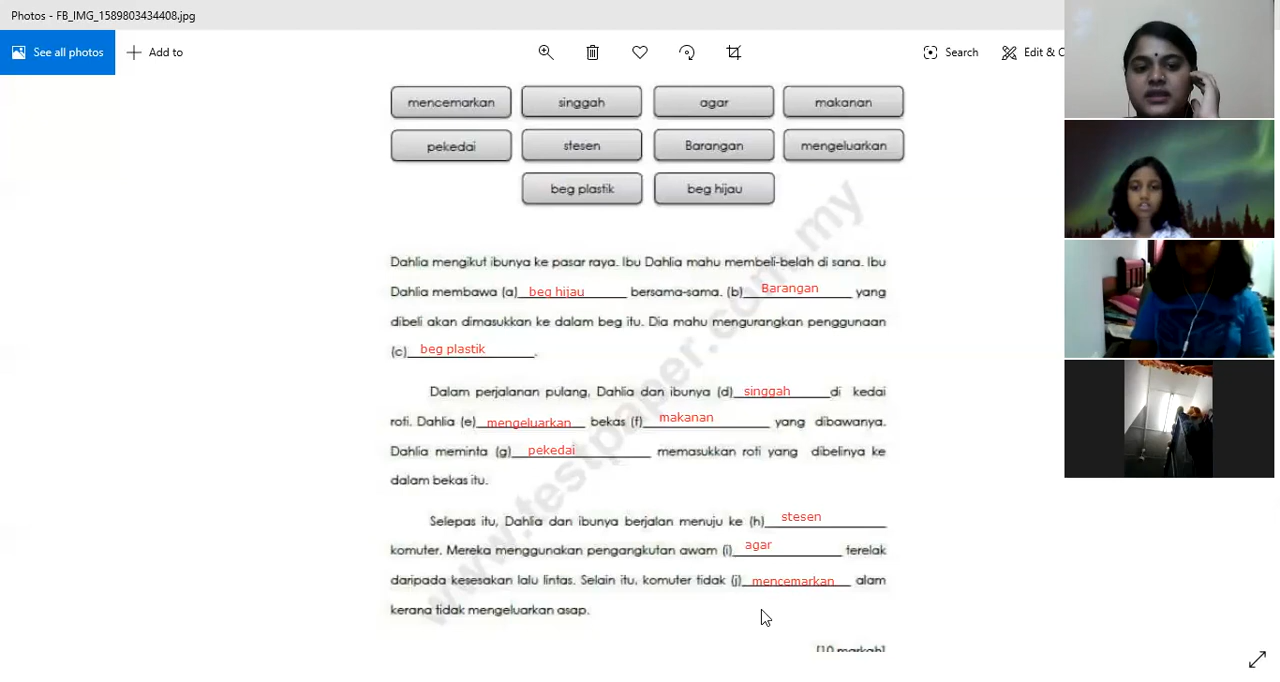 Photos - FB_IMG_1589803434408.jpg
See all photos Add to Search Edit & C
mencemarkan singgah agar makanan
pekedai stesen Barangan mengeluarkan
beg plastik beg hijau
Dahlia mengikut ibunya ke pasar raya. Ibu Dahlia mahu membeli-belah di sana. Ibu
Dahlia membawa (a) beg hijau bersama-sama. (b) Barangan yang
dibeli akan dimasukkan ke dalam beg itu. Dia mahu mengurangkan penggunaan
(c) beg plastik.
Dalam perjalanan pulang, Dahlia dan ibunya (d) singgah di kedai
roti. Dahlia (e) mengeluarkan bekas (f) makanan yang dibawanya.
Dahlia meminta (g) pekedai memasukkan roti yang dibelinya ke
dalam bekas itu.
Selepas itu, Dahlia dan ibunya berjalan menuju ke (h) stesen
komuter. Mereka menggunakan pengangkutan awam (i) agar terelak
daripada kesesakan lalu lintas. Selain itu, komuter tidak (j) mencemarkan alam
kerana tidak mengeluarkan asap.
[10 markah]
www.testpaper.com.my